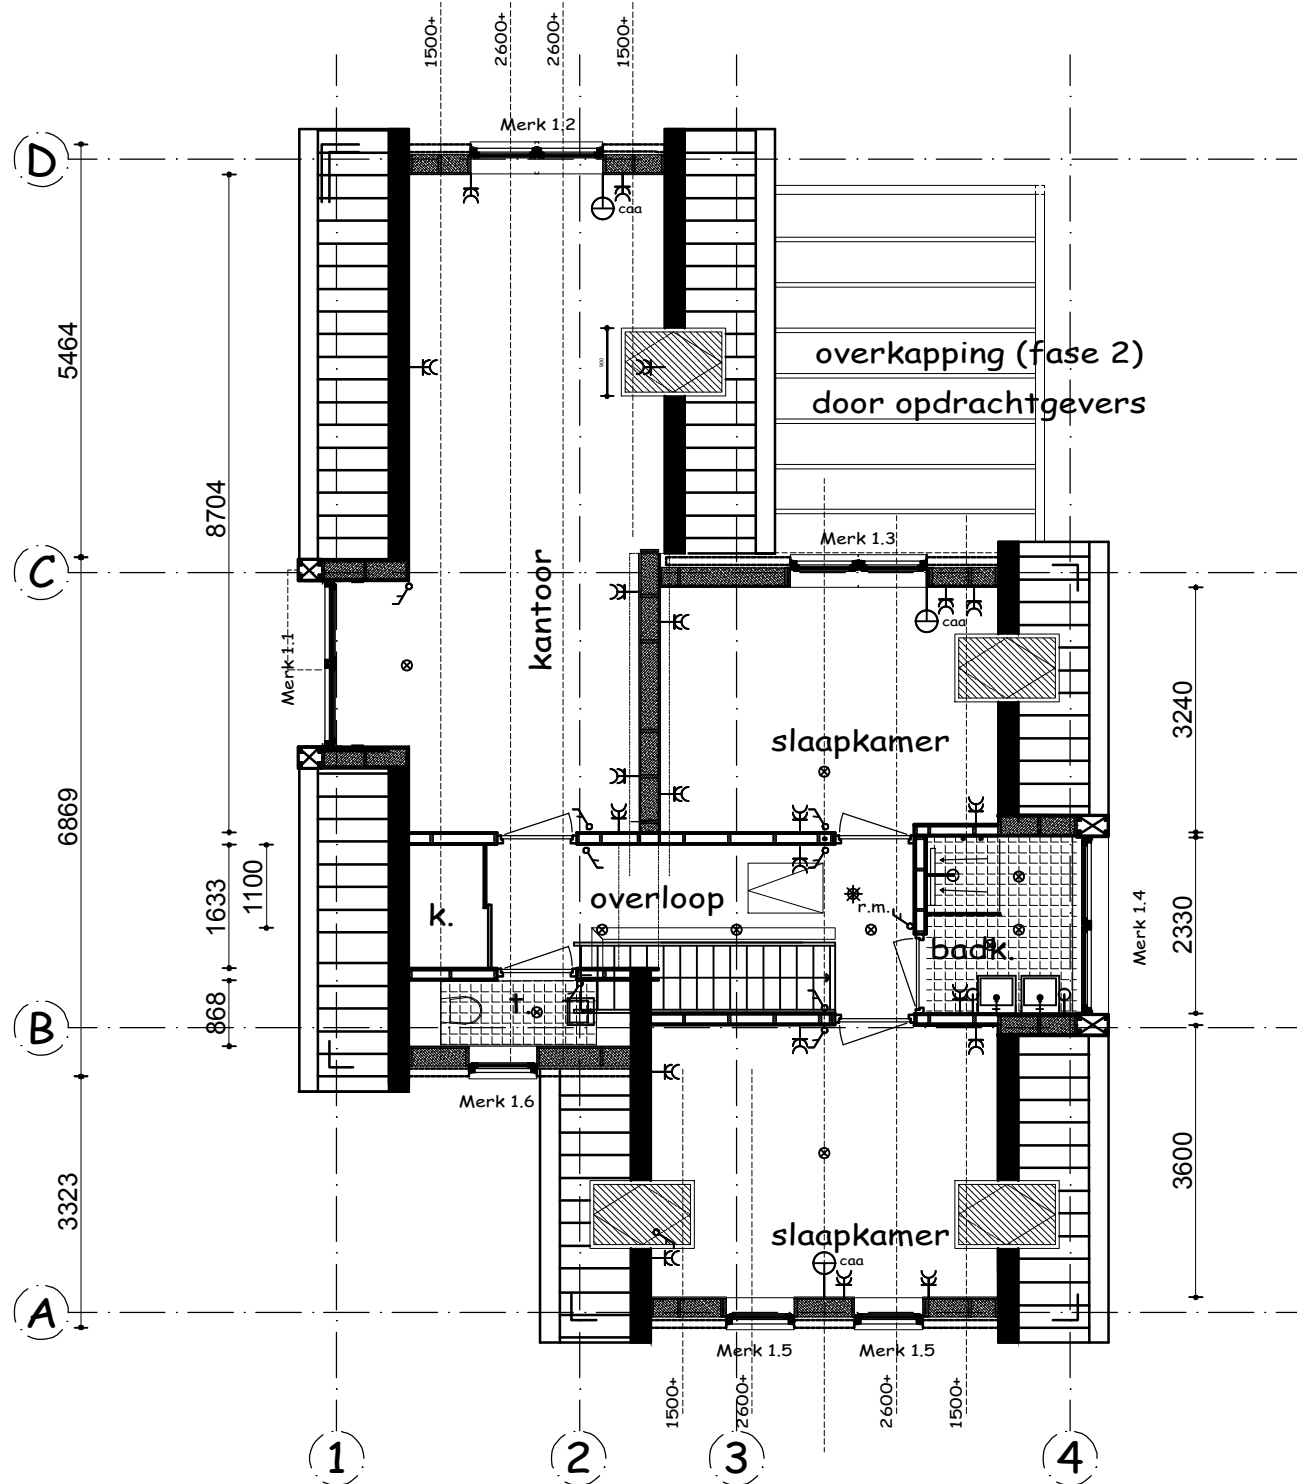 1500+
2600+
2600+
1500+
Merk 1.2
D
caa
5464
900
overkapping (fase 2)
door opdrachtgevers
8704
Merk 1.3
C
kantoor
caa
Merk 1.1
3240
slaapkamer
6869
1633
1100
k.
overloop
r.m.
badk.
2330
Merk 1.4
868
B
Merk 1.6
3323
3600
slaapkamer
caa
A
Merk 1.5
Merk 1.5
1500+
2600+
2600+
1500+
1
2
3
4